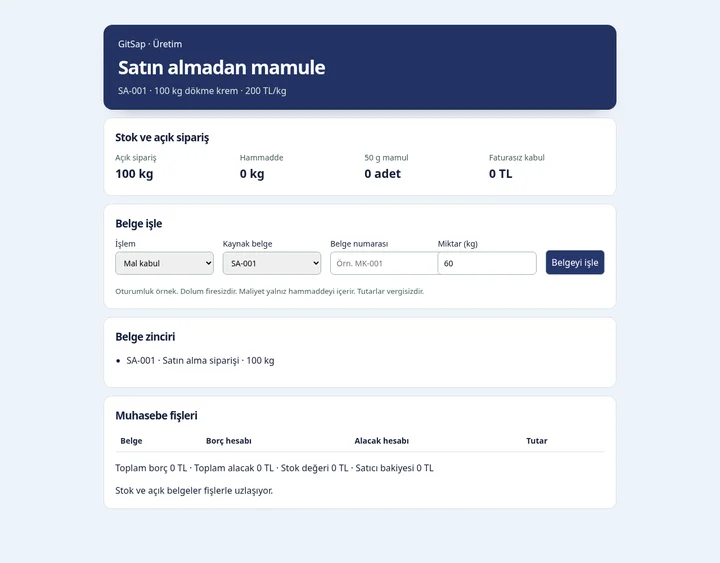 GitSap · Üretim
Satın almadan mamule
SA-001 · 100 kg dökme krem · 200 TL/kg
Stok ve açık sipariş
Açık sipariş
100 kg
Hammadde
0 kg
50 g mamul
0 adet
Faturasız kabul
0 TL
Belge işle
İşlem
Mal kabul
Kaynak belge
SA-001
Belge numarası
Örn. MK-001
Miktar (kg)
60
Belgeyi işle
Oturumluk örnek. Dolum firesizdir. Maliyet yalnız hammaddeyi içerir. Tutarlar vergisizdir.
Belge zinciri
• SA-001 · Satın alma siparişi · 100 kg
Muhasebe fişleri
Belge Borç hesabı Alacak hesabı Tutar
Toplam borç 0 TL · Toplam alacak 0 TL · Stok değeri 0 TL · Satıcı bakiyesi 0 TL
Stok ve açık belgeler fişlerle uzlaşıyor.